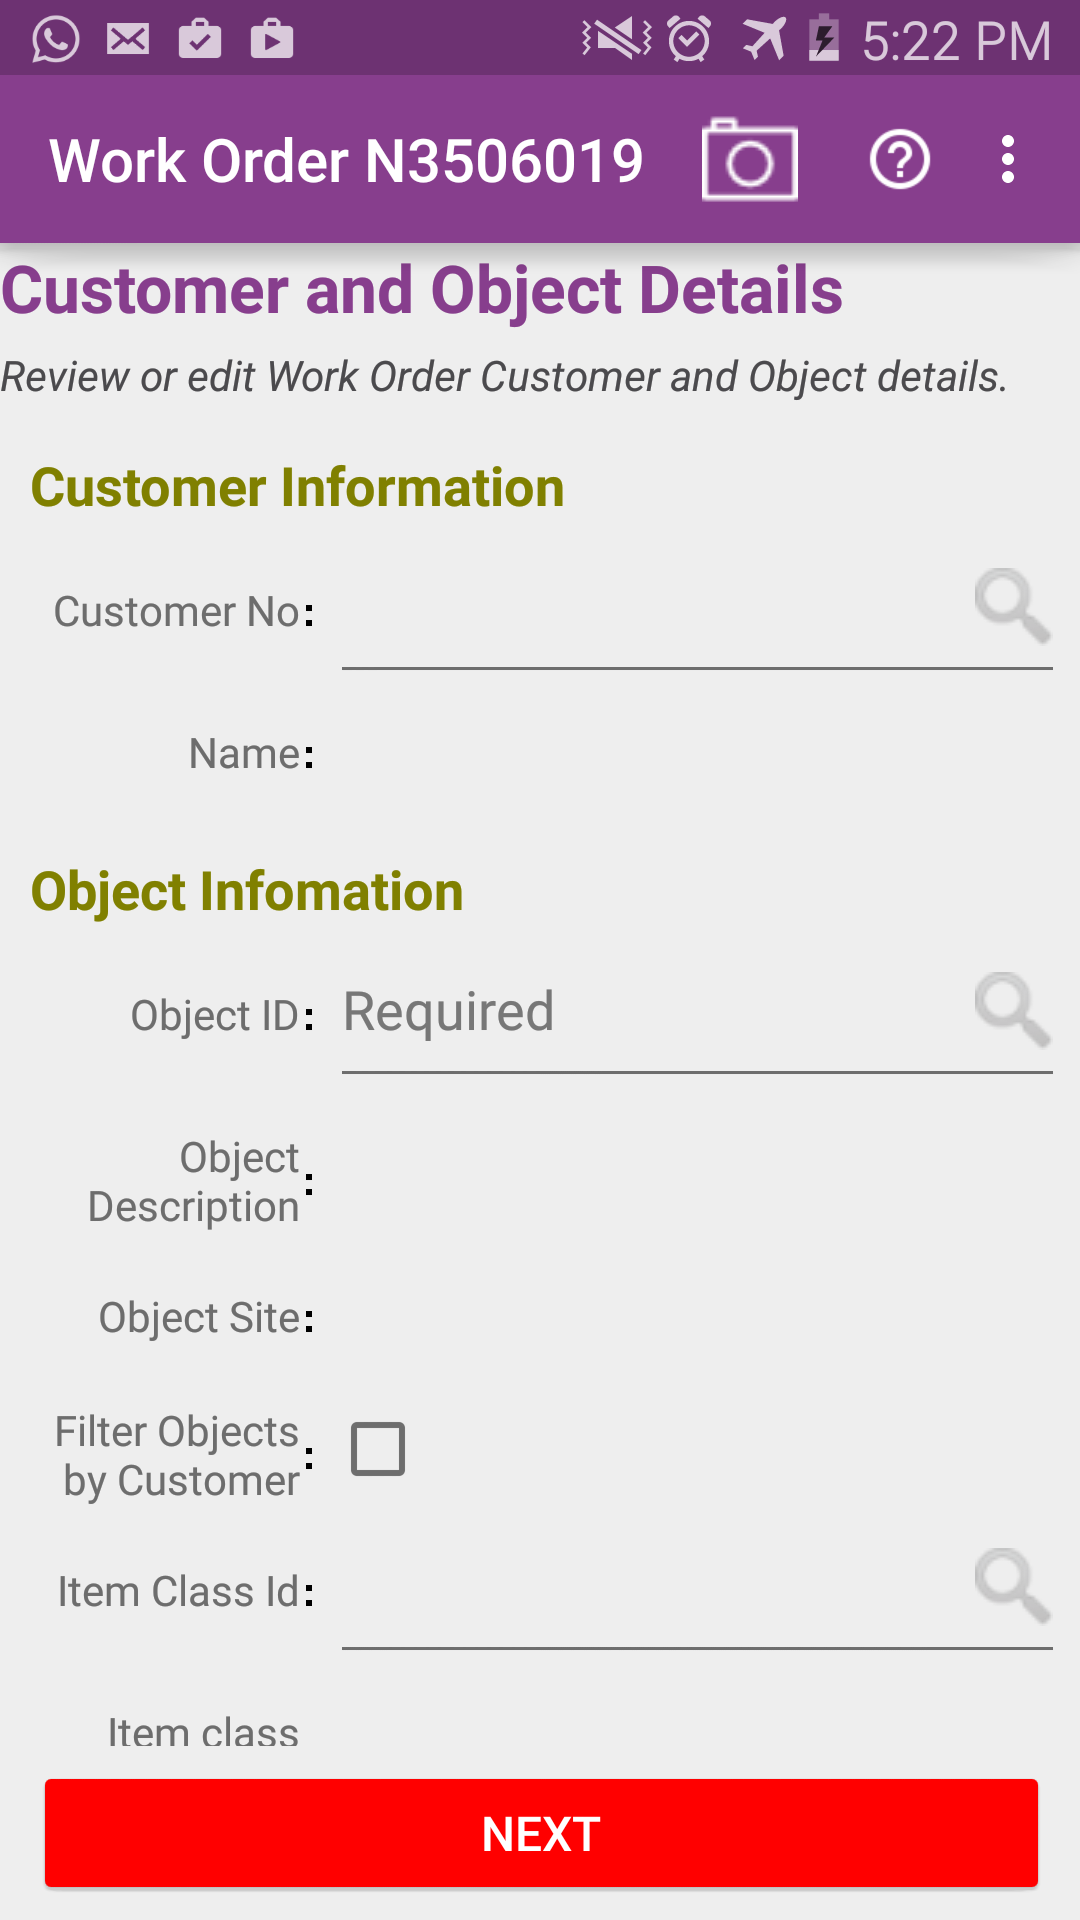 5:22 PM
Work Order N3506019
Customer and Object Details
Review or edit Work Order Customer and Object details.
Customer Information
Customer No:
Name:
Object Infomation
Object ID: Required
Object
Description:
Object Site:
Filter Objects
by Customer:
Item Class Id:
Item class
NEXT